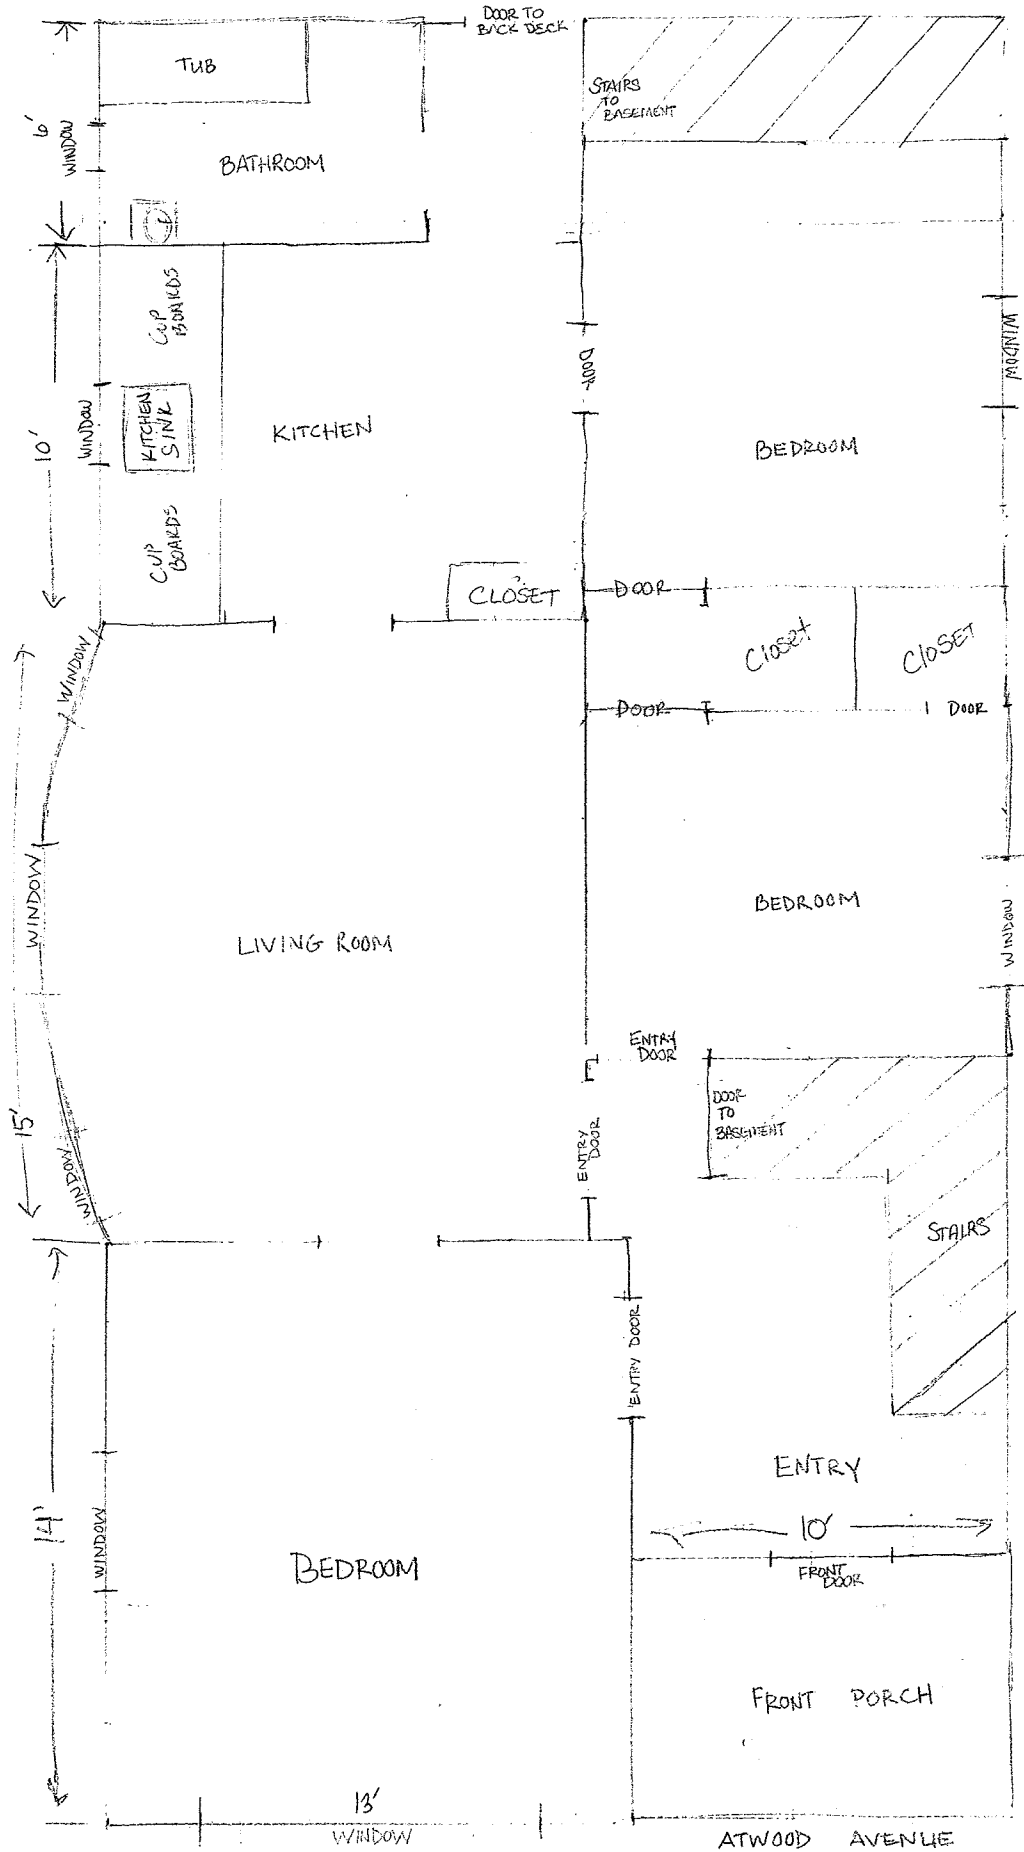 DOOR TO
BACK DECK
TUB
STAIRS
TO
BASEMENT
6'
WINDOW
BATHROOM
CUP
BOARDS
WINDOW
DOOR
10'
WINDOW
KITCHEN
SINK
KITCHEN
BEDROOM
CUP
BOARDS
CLOSET
DOOR
WINDOW
Closet
CLOSET
DOOR
DOOR
WINDOW
LIVING ROOM
BEDROOM
WINDOW
ENTRY
DOOR
15'
DOOR
TO
BASEMENT
ENTRY
DOOR
WINDOW
STAIRS
ENTRY DOOR
ENTRY
14'
WINDOW
10'
BEDROOM
FRONT
DOOR
FRONT PORCH
13'
WINDOW
ATWOOD AVENUE